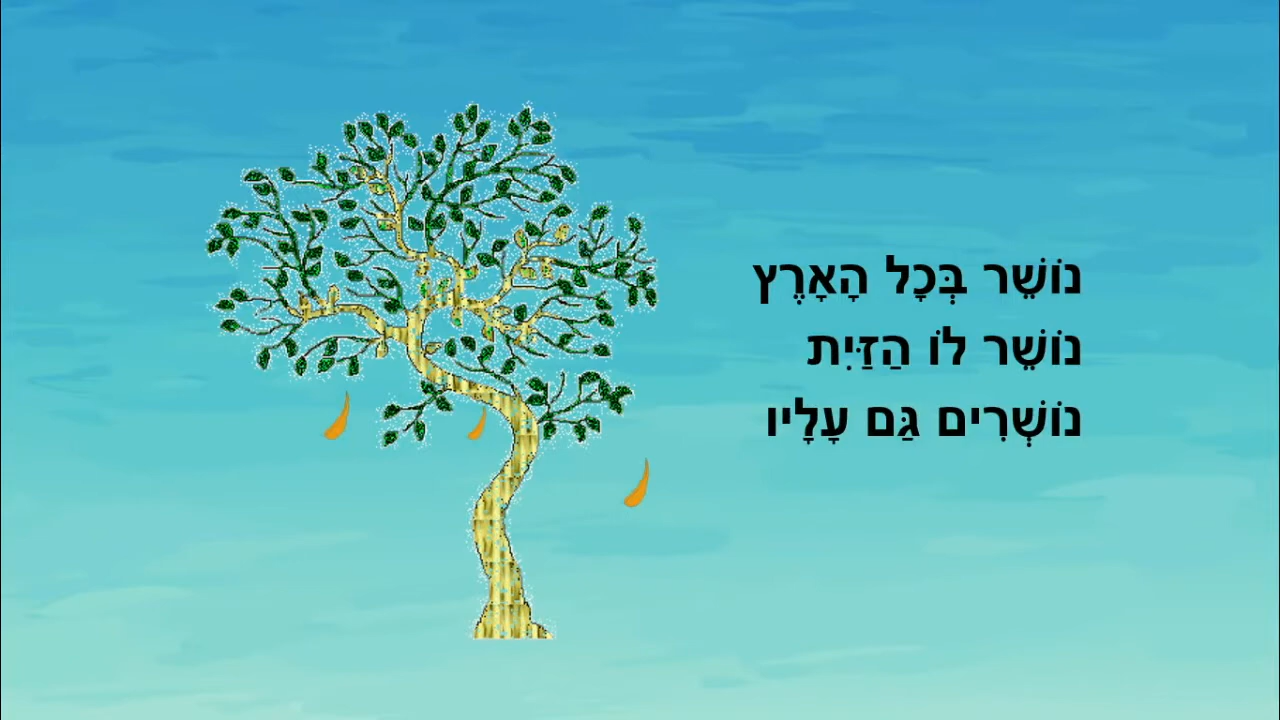 נוֹשֵׁר בְּכָל הָאָרֶץ
נוֹשֵׁר לוֹ הַזַּיִת
נוֹשְׁרִים גַּם עָלָיו